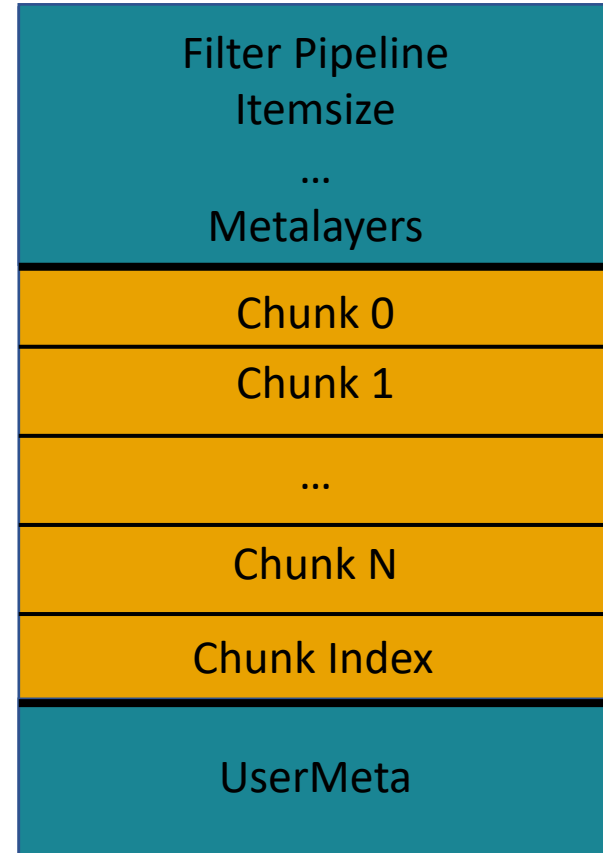 Filter Pipeline
Itemsize
…
Metalayers
Chunk 0
Chunk 1
…
Chunk N
Chunk Index
UserMeta